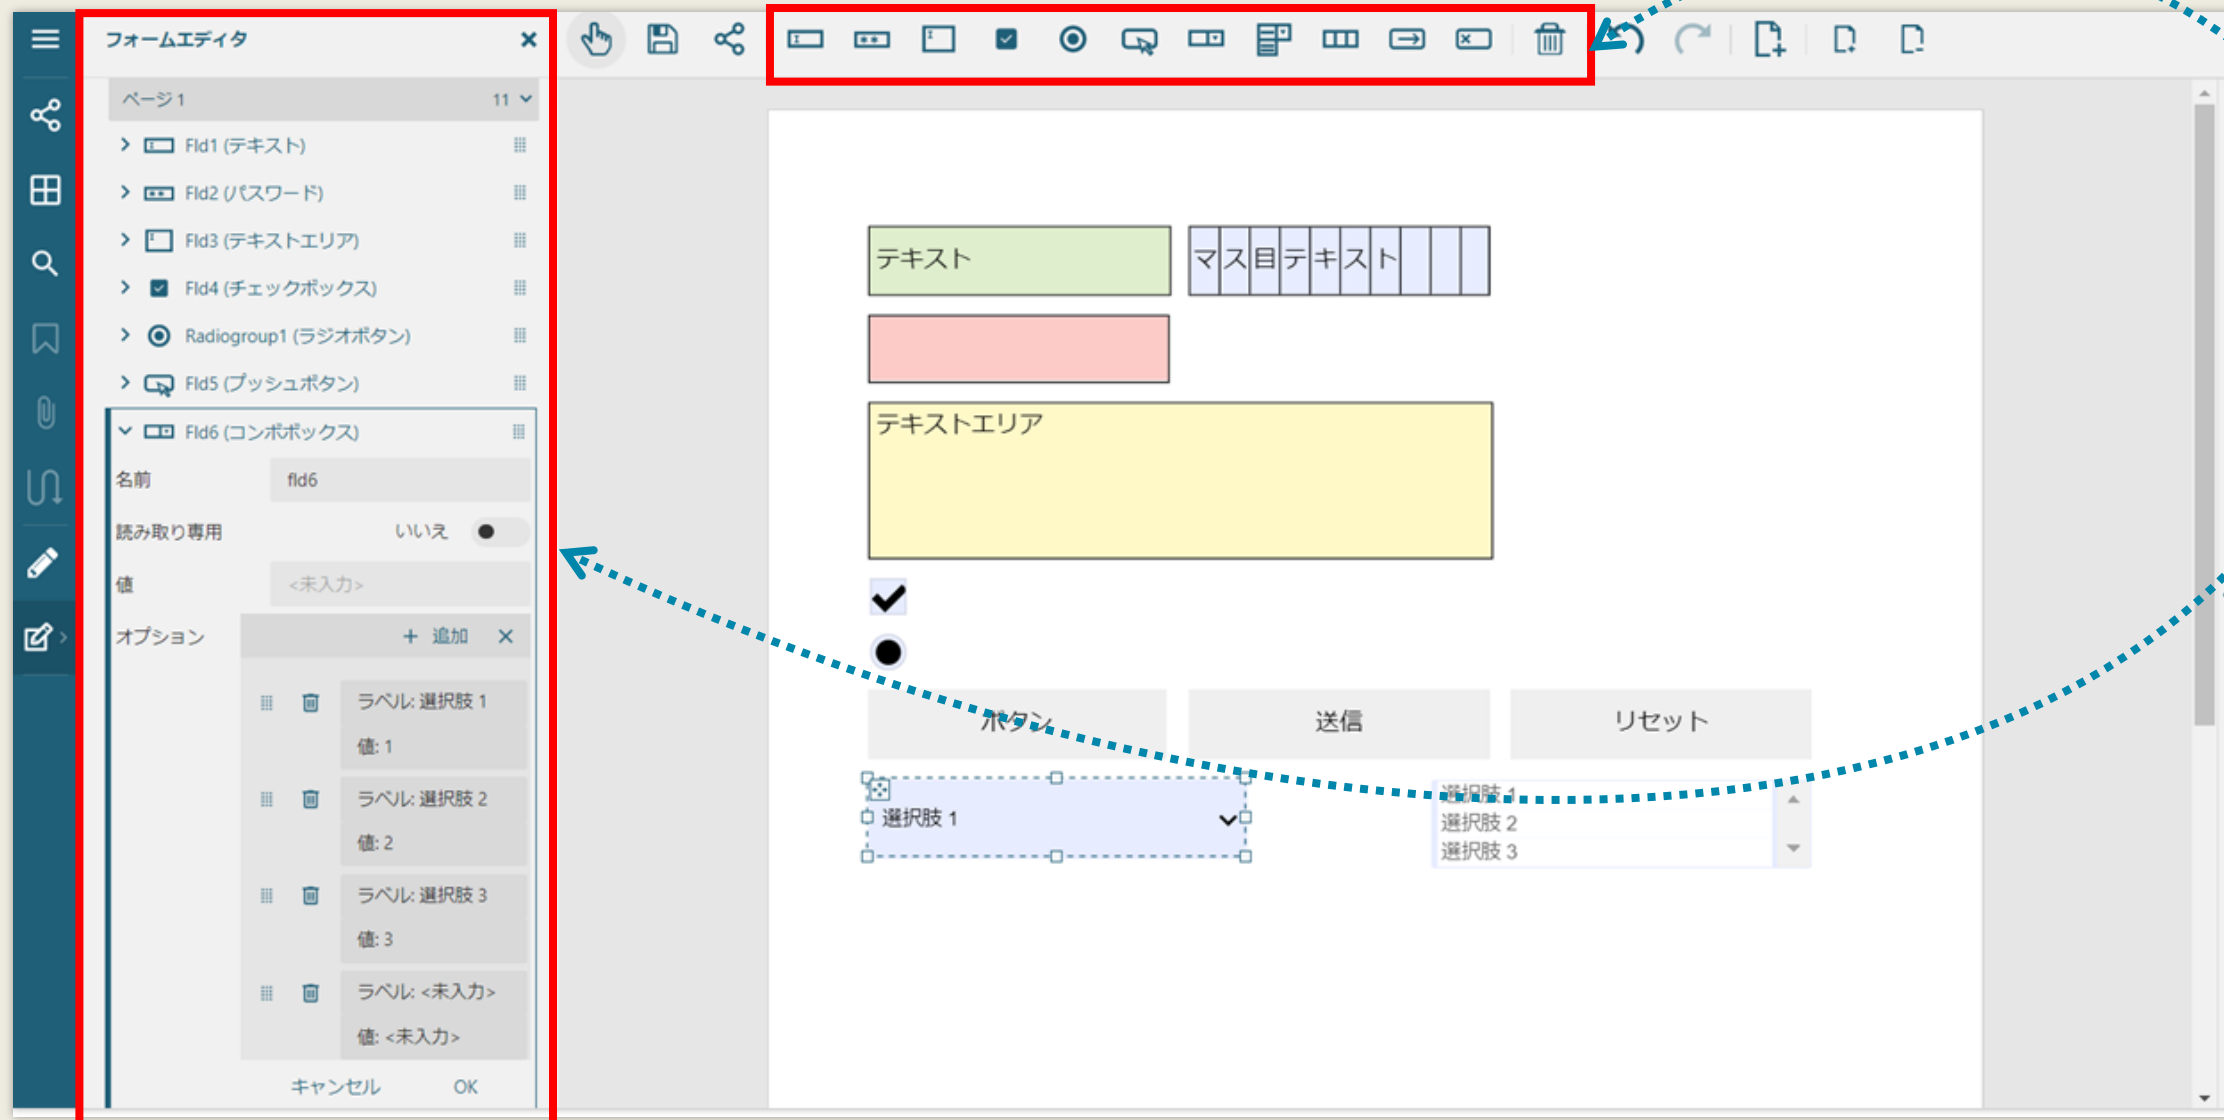 フォームエディタ
ページ 1
11
Fld1 (テキスト)
Fld2 (パスワード)
Fld3 (テキストエリア)
Fld4 (チェックボックス)
Radiogroup1 (ラジオボタン)
Fld5 (プッシュボタン)
Fld6 (コンボボックス)
名前
fld6
読み取り専用
いいえ
値
<未入力>
オプション
+ 追加
ラベル: 選択肢 1
値: 1
ラベル: 選択肢 2
値: 2
ラベル: 選択肢 3
値: 3
ラベル: <未入力>
値: <未入力>
キャンセル
OK
テキスト
マス目テキスト
テキストエリア
ボタン
送信
リセット
選択肢 1
選択肢 1
選択肢 2
選択肢 3